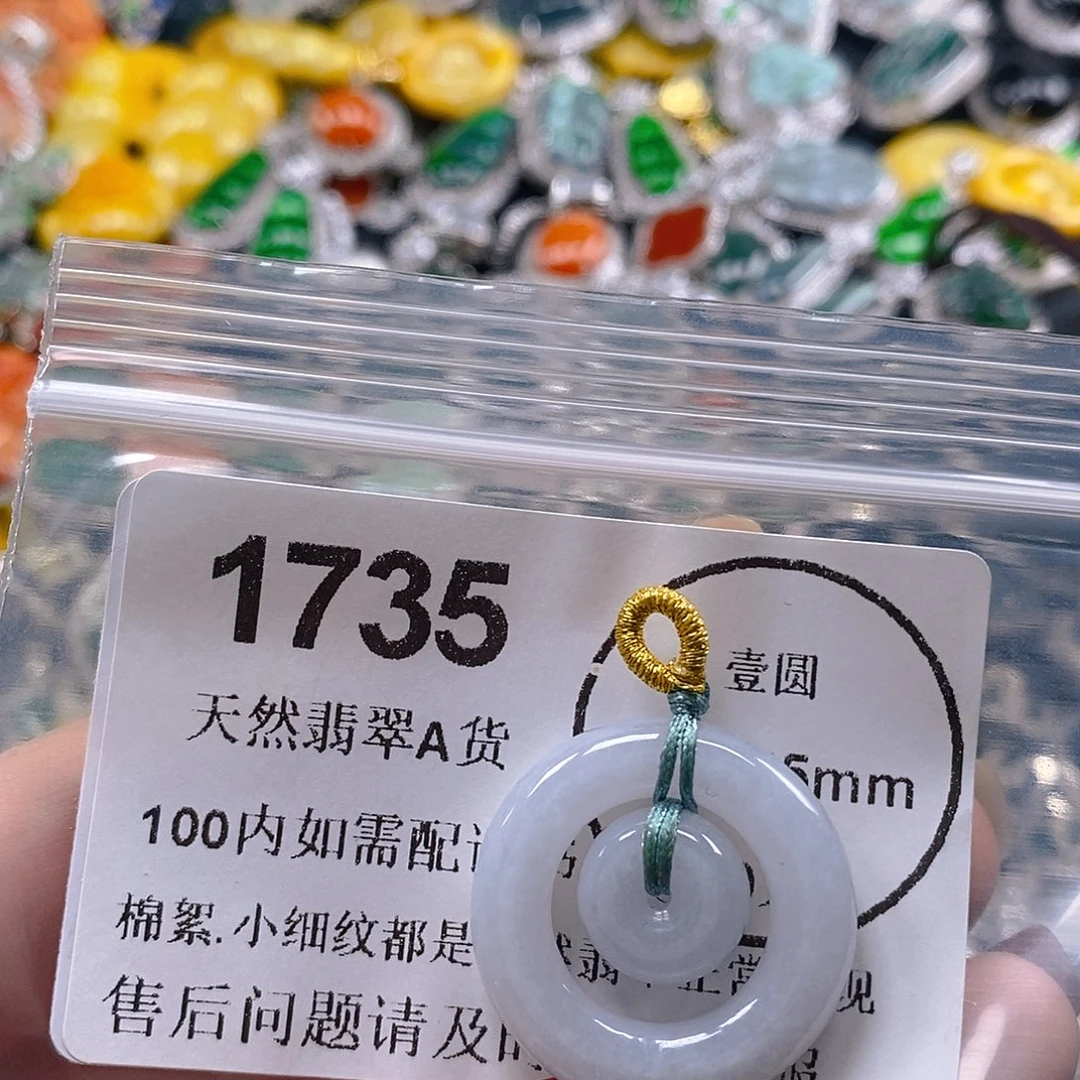 1735
天然翡翠A货
壹圆
5mm
100内如需配
棉絮.小细纹都是
售后问题请及